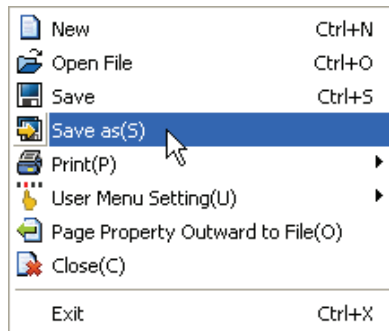 New Ctrl+N
Open File Ctrl+O
Save Ctrl+S
Save as(S)
Print(P)
User Menu Setting(U)
Page Property Outward to File(O)
Close(C)
Exit Ctrl+X